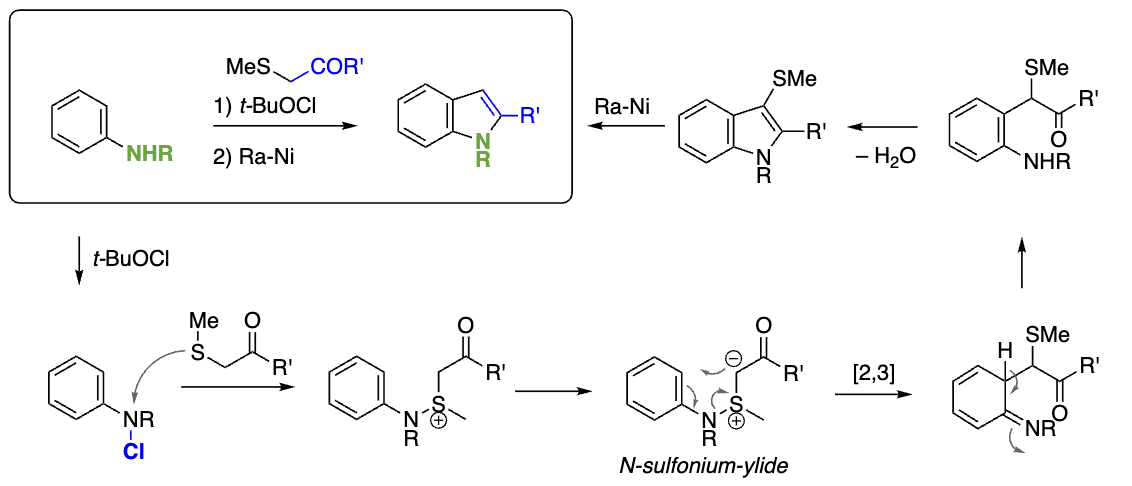 MeS COR'
1) t-BuOCl
2) Ra-Ni
NHR
R'
N
R
Ra-Ni
SMe
R'
N
R
– H₂O
SMe
R'
O
NHR
t-BuOCl
Me
S
O
R'
NR
Cl
O
R'
N S ⊕
R
O
⊖
R'
N S ⊕
R
N-sulfonium-ylide
[2,3]
H SMe
R'
O
NR